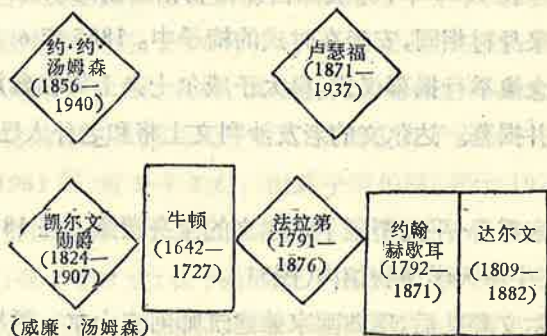 约·约·
汤姆森
(1856—
1940)
卢瑟福
(1871—
1937)
凯尔文
勋爵
(1824—
1907)
牛顿
(1642—
1727)
法拉第
(1791—
1876)
约翰·
赫歇耳
(1792—
1871)
达尔文
(1809—
1882)
(威廉·汤姆森)